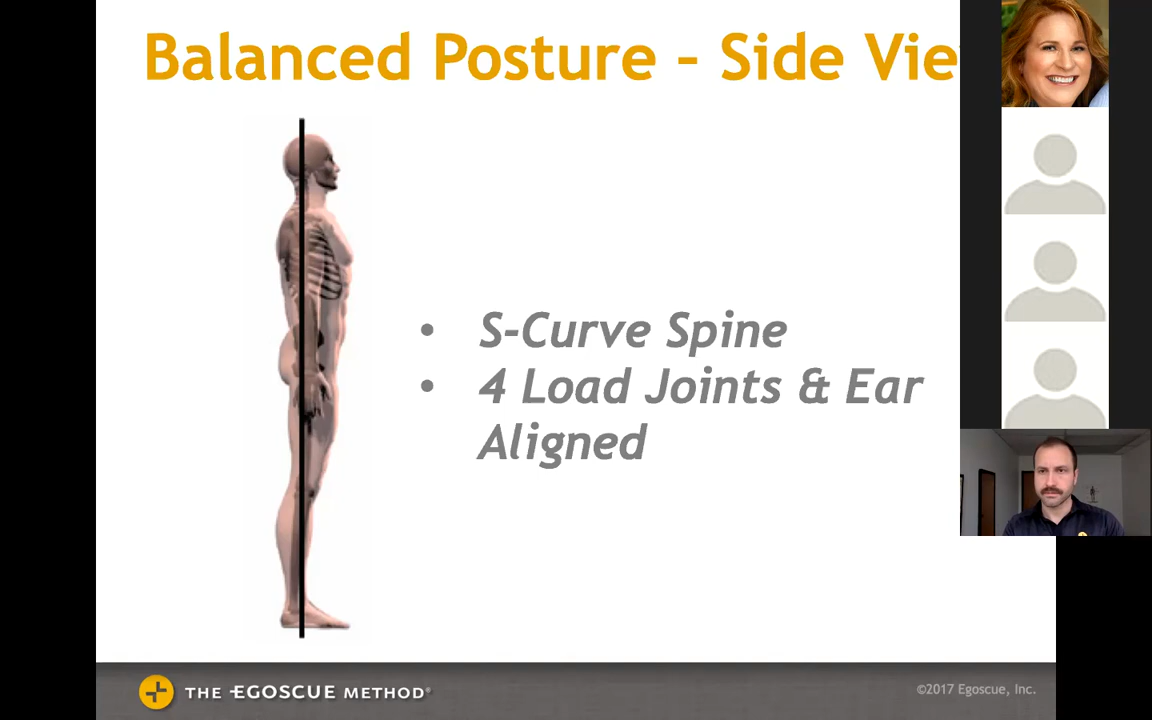 Balanced Posture – Side Vie
• S-Curve Spine
• 4 Load Joints & Ear
Aligned
THE EGOSCUE METHOD®
©2017 Egoscue, Inc.